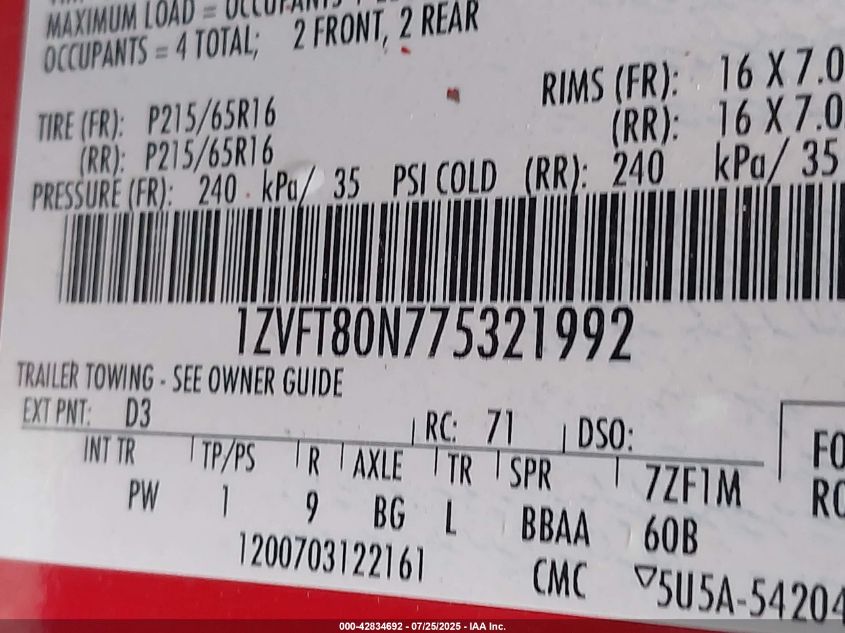 MAXIMUM LOAD = OCCUPANTS
OCCUPANTS = 4 TOTAL; 2 FRONT, 2 REAR
TIRE (FR): P215/65R16 RIMS (FR): 16 X 7.0
(RR): P215/65R16 (RR): 16 X 7.0
PRESSURE (FR): 240 kPa/ 35 PSI COLD (RR): 240 kPa/ 35
1ZVFT80N775321992
TRAILER TOWING - SEE OWNER GUIDE
EXT PNT: D3 RC: 71 DSO:
INT TR TP/PS R AXLE TR SPR 7ZF1M
PW 1 9 BG L BBAA 60B
1200703122161 CMC ▽5U5A-54204
FO
RO
000-42834692 - 07/25/2025 - IAA Inc.